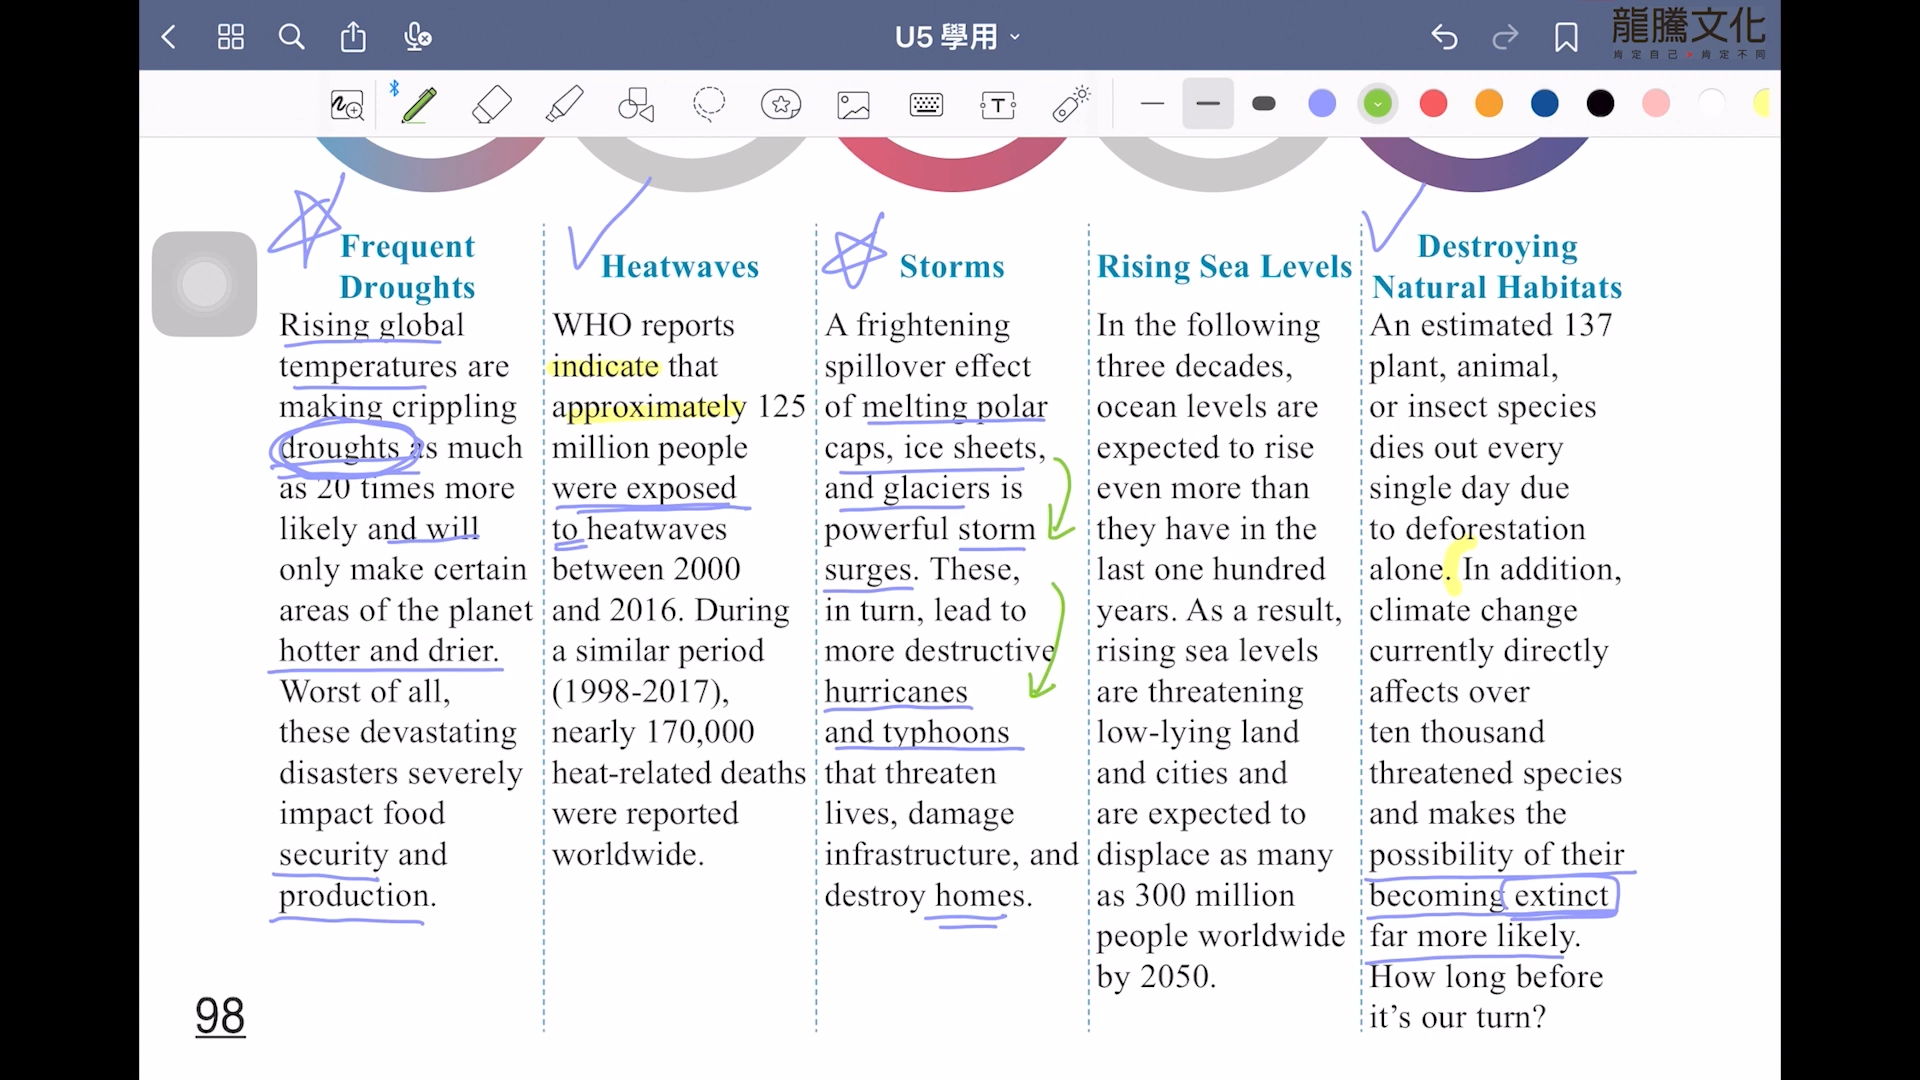 U5 學用
龍騰文化
肯定自己 肯定不同
T
Frequent
Droughts
Rising global
temperatures are
making crippling
droughts as much
as 20 times more
likely and will
only make certain
areas of the planet
hotter and drier.
Worst of all,
these devastating
disasters severely
impact food
security and
production.
Heatwaves
WHO reports
indicate that
approximately 125
million people
were exposed
to heatwaves
between 2000
and 2016. During
a similar period
(1998-2017),
nearly 170,000
heat-related deaths
were reported
worldwide.
Storms
A frightening
spillover effect
of melting polar
caps, ice sheets,
and glaciers is
powerful storm
surges. These,
in turn, lead to
more destructive
hurricanes
and typhoons
that threaten
lives, damage
infrastructure, and
destroy homes.
Rising Sea Levels
In the following
three decades,
ocean levels are
expected to rise
even more than
they have in the
last one hundred
years. As a result,
rising sea levels
are threatening
low-lying land
and cities and
are expected to
displace as many
as 300 million
people worldwide
by 2050.
Destroying
Natural Habitats
An estimated 137
plant, animal,
or insect species
dies out every
single day due
to deforestation
alone. In addition,
climate change
currently directly
affects over
ten thousand
threatened species
and makes the
possibility of their
becoming extinct
far more likely.
How long before
it's our turn?
98